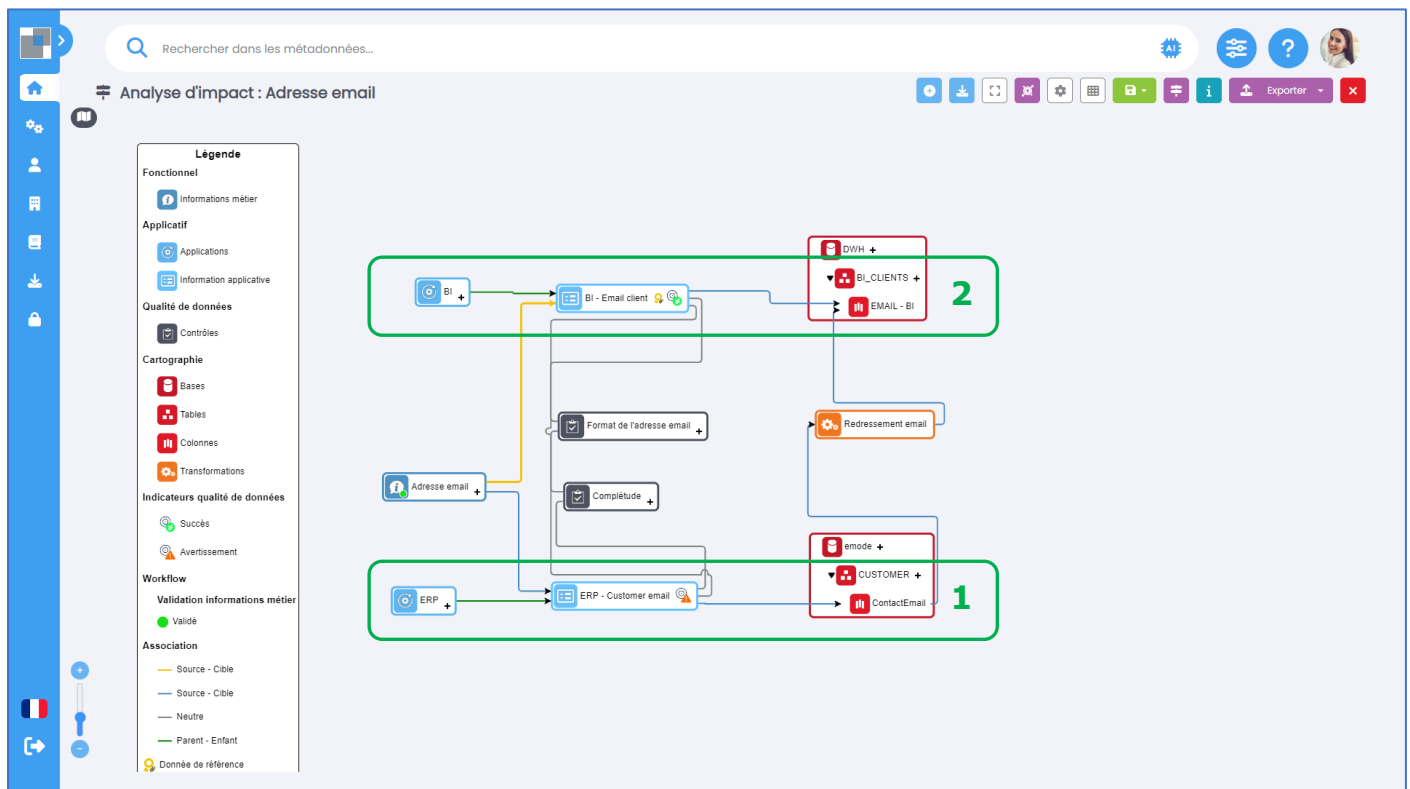 Rechercher dans les métadonnées...
AI
?
Analyse d'impact : Adresse email
i
Exporter
Légende
Fonctionnel
Informations métier
Applicatif
Applications
Information applicative
Qualité de données
Contrôles
Cartographie
Bases
Tables
Colonnes
Transformations
Indicateurs qualité de données
Succès
Avertissement
Workflow
Validation informations métier
Validé
Association
Source - Cible
Source - Cible
Neutre
Parent - Enfant
Donnée de référence
DWH +
BI +
BI - Email client
BI_CLIENTS +
EMAIL - BI
2
Format de l'adresse email +
Redressement email
Adresse email +
Complétude +
emode +
ERP +
ERP - Customer email
CUSTOMER +
ContactEmail
1